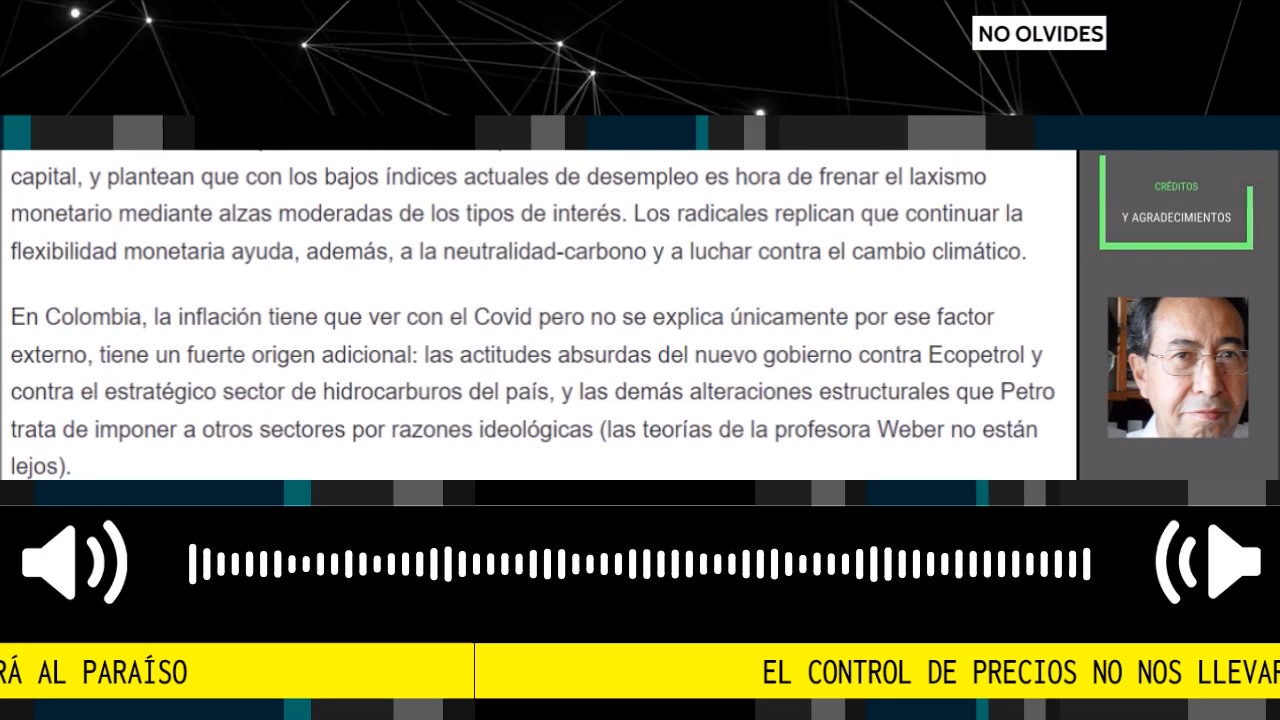 NO OLVIDES
capital, y plantean que con los bajos índices actuales de desempleo es hora de frenar el laxismo
monetario mediante alzas moderadas de los tipos de interés. Los radicales replican que continuar la
flexibilidad monetaria ayuda, además, a la neutralidad-carbono y a luchar contra el cambio climático.
En Colombia, la inflación tiene que ver con el Covid pero no se explica únicamente por ese factor
externo, tiene un fuerte origen adicional: las actitudes absurdas del nuevo gobierno contra Ecopetrol y
contra el estratégico sector de hidrocarburos del país, y las demás alteraciones estructurales que Petro
trata de imponer a otros sectores por razones ideológicas (las teorías de la profesora Weber no están
lejos).
CRÉDITOS
Y AGRADECIMIENTOS
RÁ AL PARAÍSO
EL CONTROL DE PRECIOS NO NOS LLEVAR